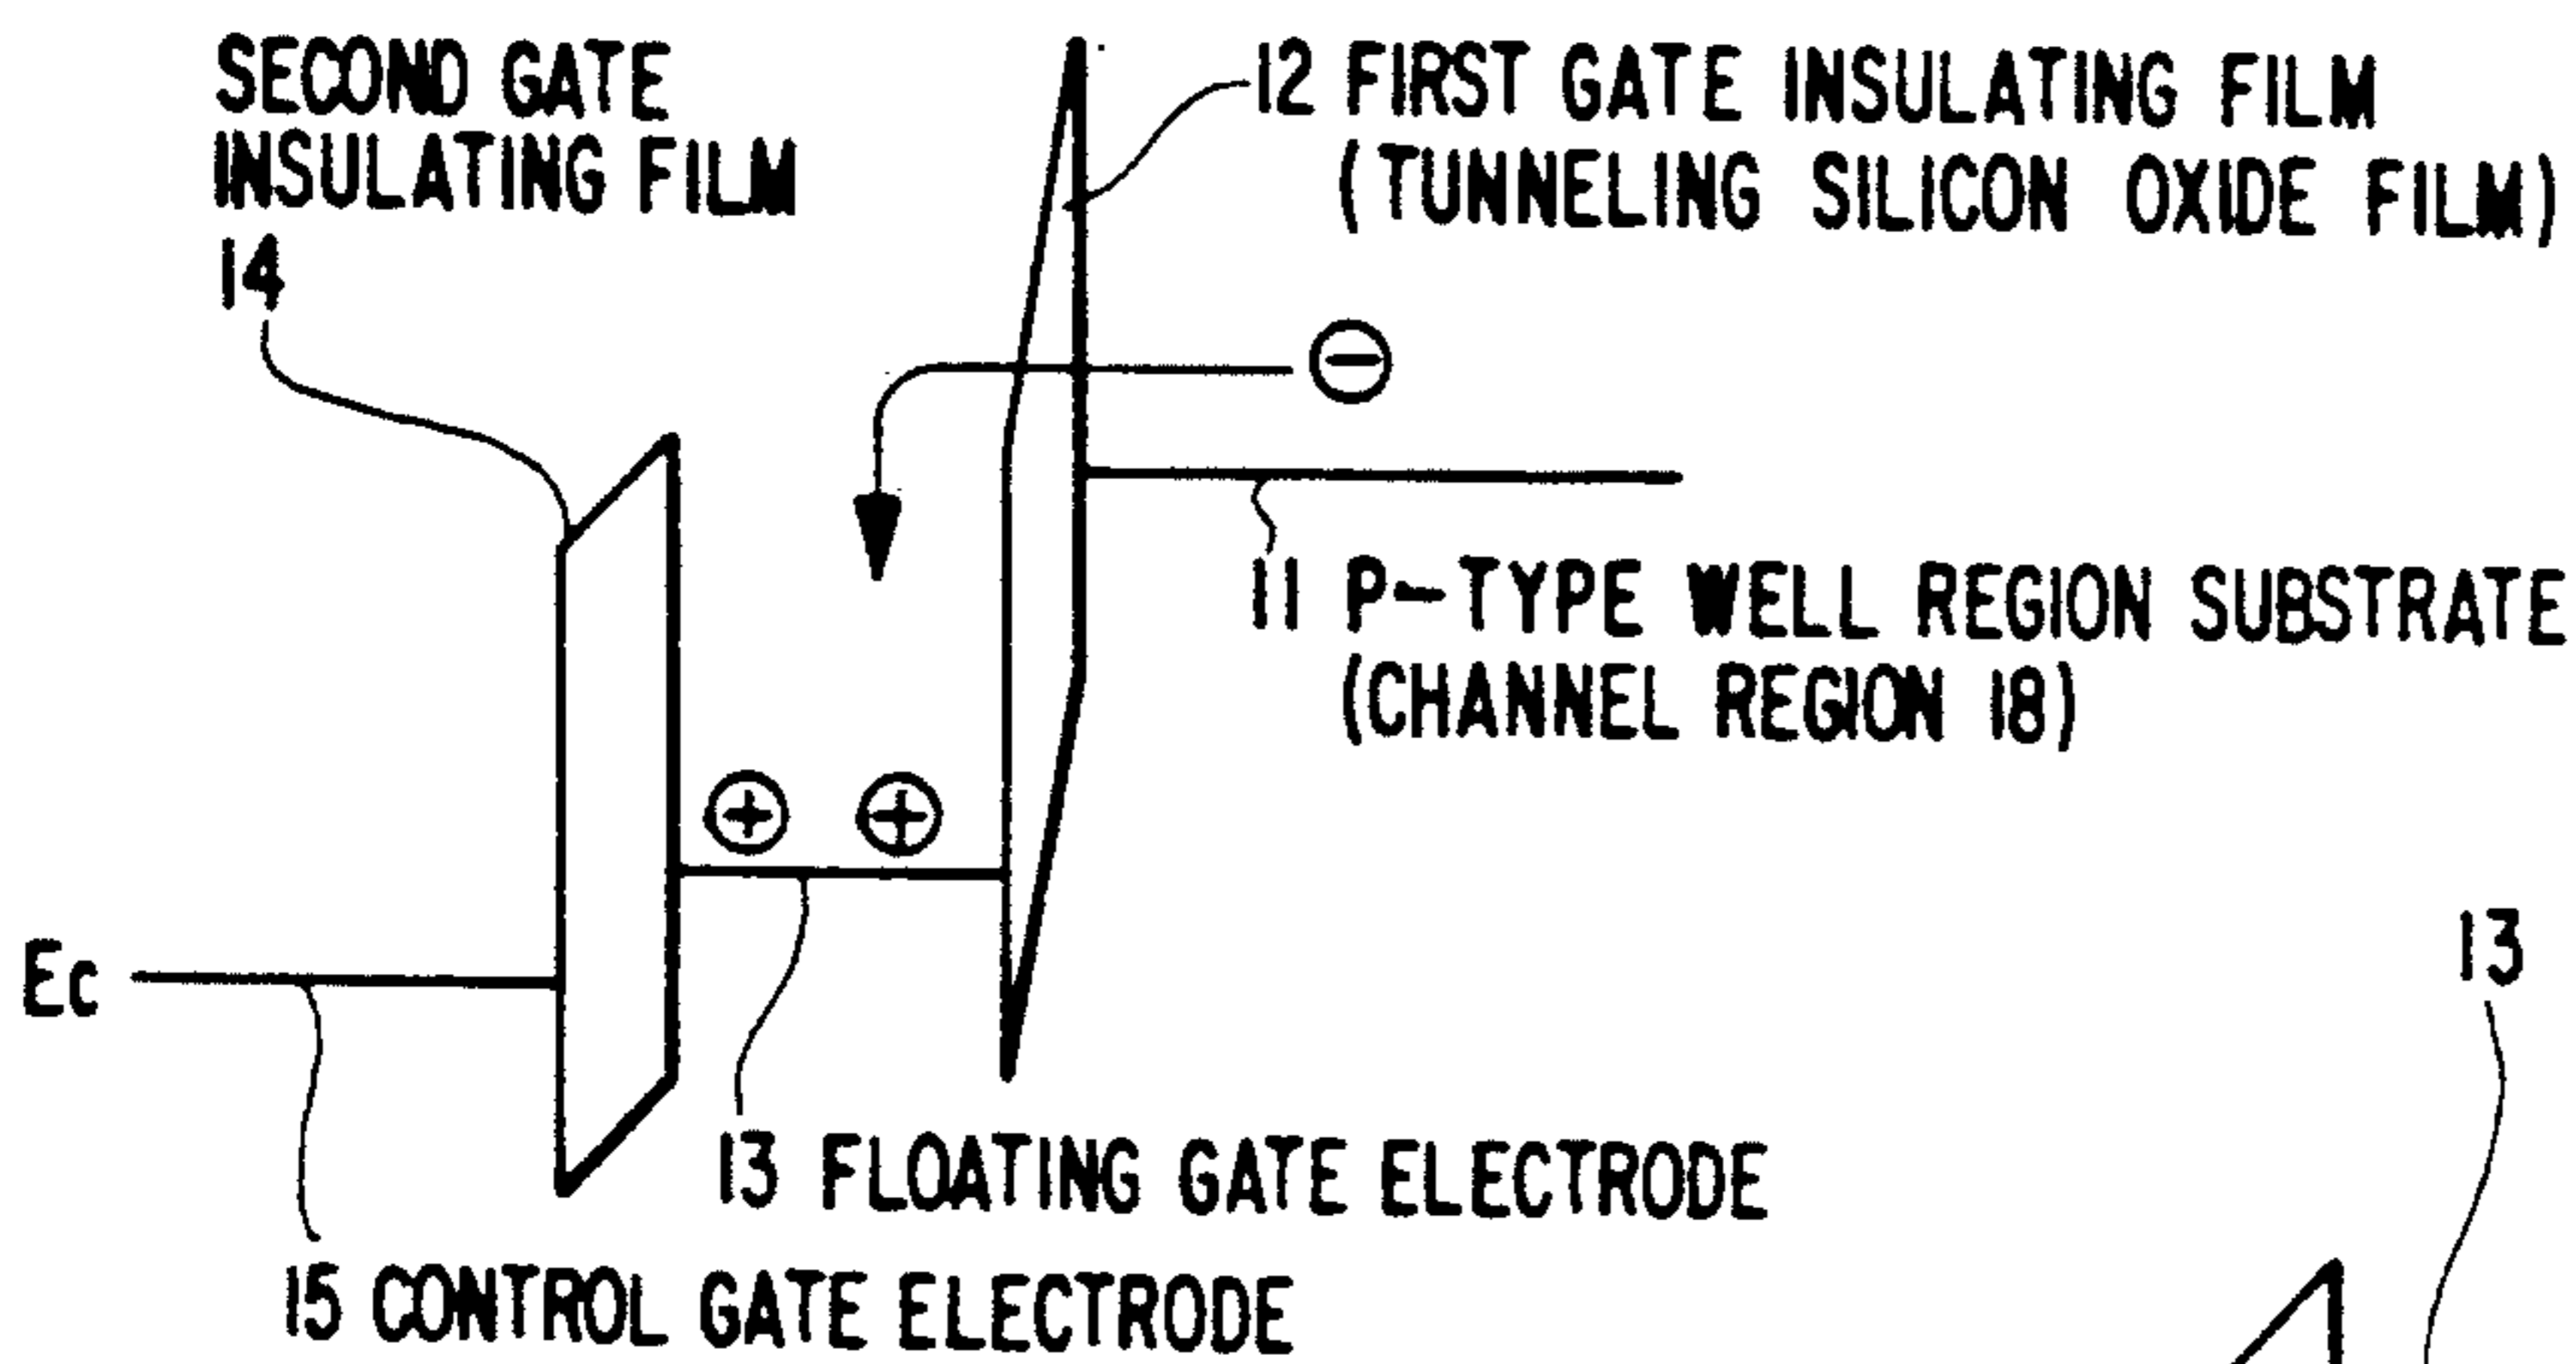 SECOND GATE
INSULATING FILM
14
12 FIRST GATE INSULATING FILM
(TUNNELING SILICON OXIDE FILM)
11 P-TYPE WELL REGION SUBSTRATE
(CHANNEL REGION 18)
Ec
13
13 FLOATING GATE ELECTRODE
15 CONTROL GATE ELECTRODE